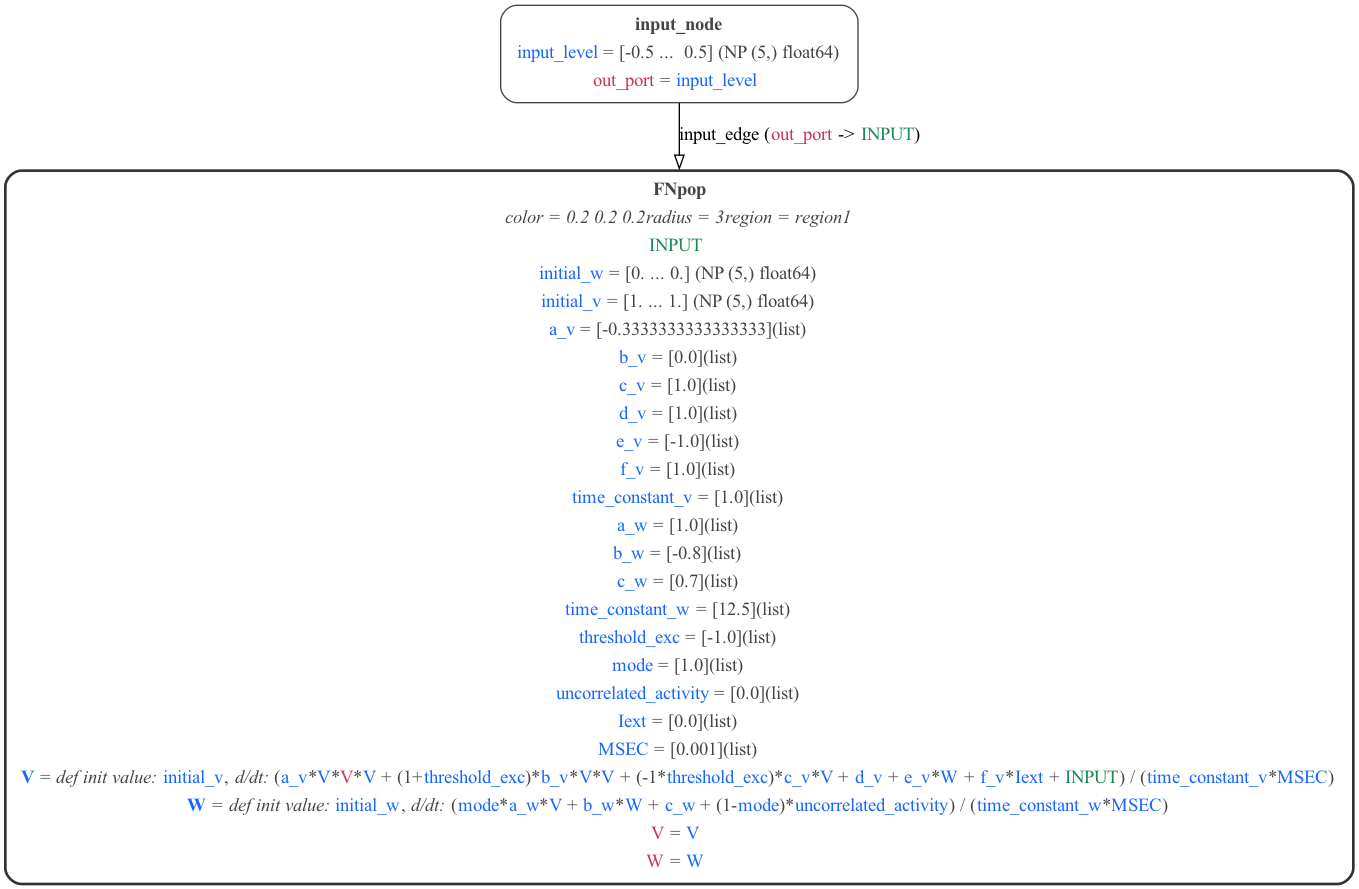 input_node
input_level = [-0.5 ... 0.5] (NP (5,) float64)
out_port = input_level
input_edge (out_port -> INPUT)
FNpop
color = 0.2 0.2 0.2radius = 3region = region1
INPUT
initial_w = [0. ... 0.] (NP (5,) float64)
initial_v = [1. ... 1.] (NP (5,) float64)
a_v = [-0.3333333333333333](list)
b_v = [0.0](list)
c_v = [1.0](list)
d_v = [1.0](list)
e_v = [-1.0](list)
f_v = [1.0](list)
time_constant_v = [1.0](list)
a_w = [1.0](list)
b_w = [-0.8](list)
c_w = [0.7](list)
time_constant_w = [12.5](list)
threshold_exc = [-1.0](list)
mode = [1.0](list)
uncorrelated_activity = [0.0](list)
Iext = [0.0](list)
MSEC = [0.001](list)
V = def init value: initial_v, d/dt: (a_v*V*V*V + (1+threshold_exc)*b_v*V*V + (-1*threshold_exc)*c_v*V + d_v + e_v*W + f_v*Iext + INPUT) / (time_constant_v*MSEC)
W = def init value: initial_w, d/dt: (mode*a_w*V + b_w*W + c_w + (1-mode)*uncorrelated_activity) / (time_constant_w*MSEC)
V = V
W = W